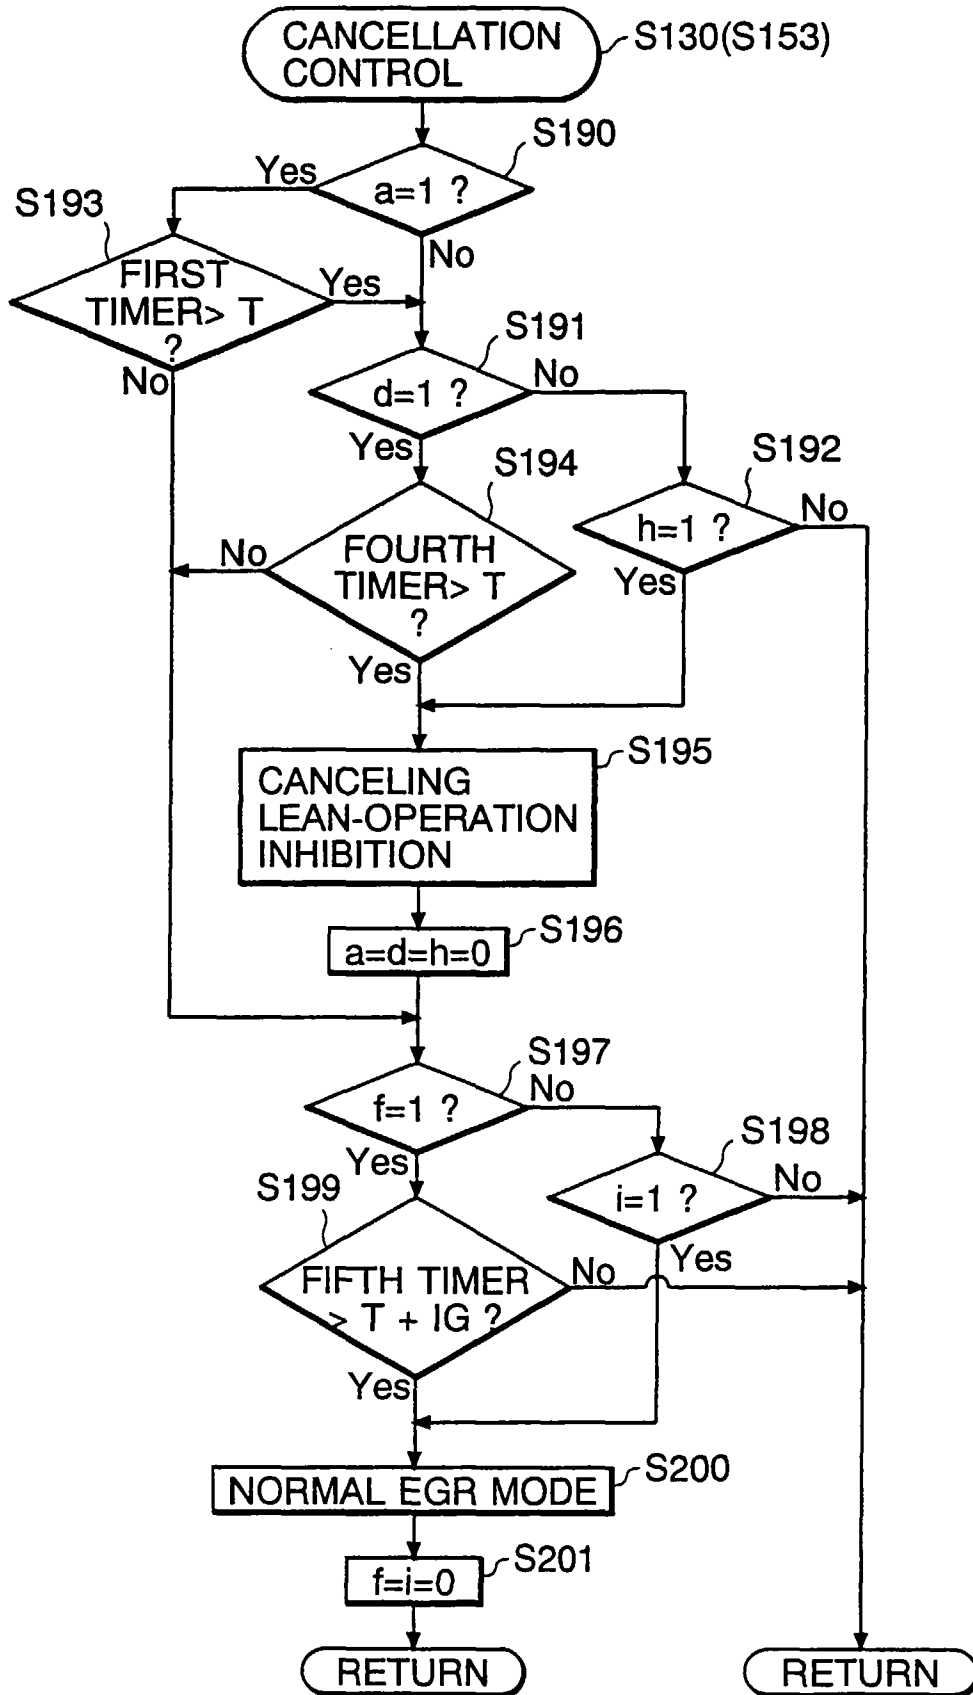 CANCELLATION
CONTROL
S130(S153)
S190
Yes
a=1 ?
S193
No
FIRST
TIMER> T
?
Yes
No
S191
d=1 ?
No
Yes
S194
S192
h=1 ?
No
Yes
No
FOURTH
TIMER> T
?
Yes
S195
CANCELING
LEAN-OPERATION
INHIBITION
S196
a=d=h=0
S197
f=1 ?
No
Yes
S198
i=1 ?
No
Yes
S199
FIFTH TIMER
> T + IG ?
No
Yes
S200
NORMAL EGR MODE
S201
f=i=0
RETURN
RETURN